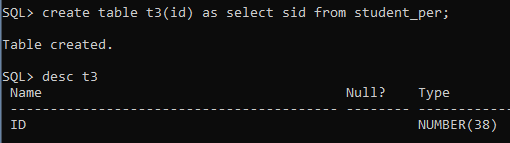 SQL> create table t3(id) as select sid from student_per;
Table created.
SQL> desc t3
Name Null? Type
----------------------------------------- -------- ------------
ID NUMBER(38)